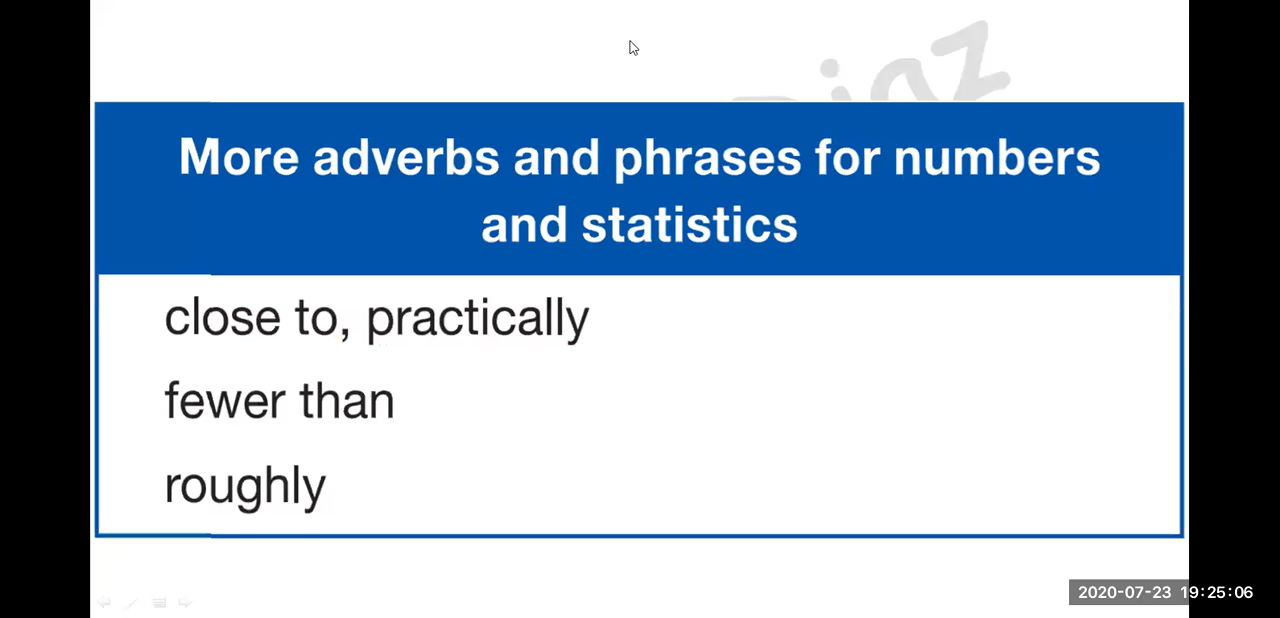 More adverbs and phrases for numbers
and statistics
close to, practically
fewer than
roughly
2020-07-23 19:25:06